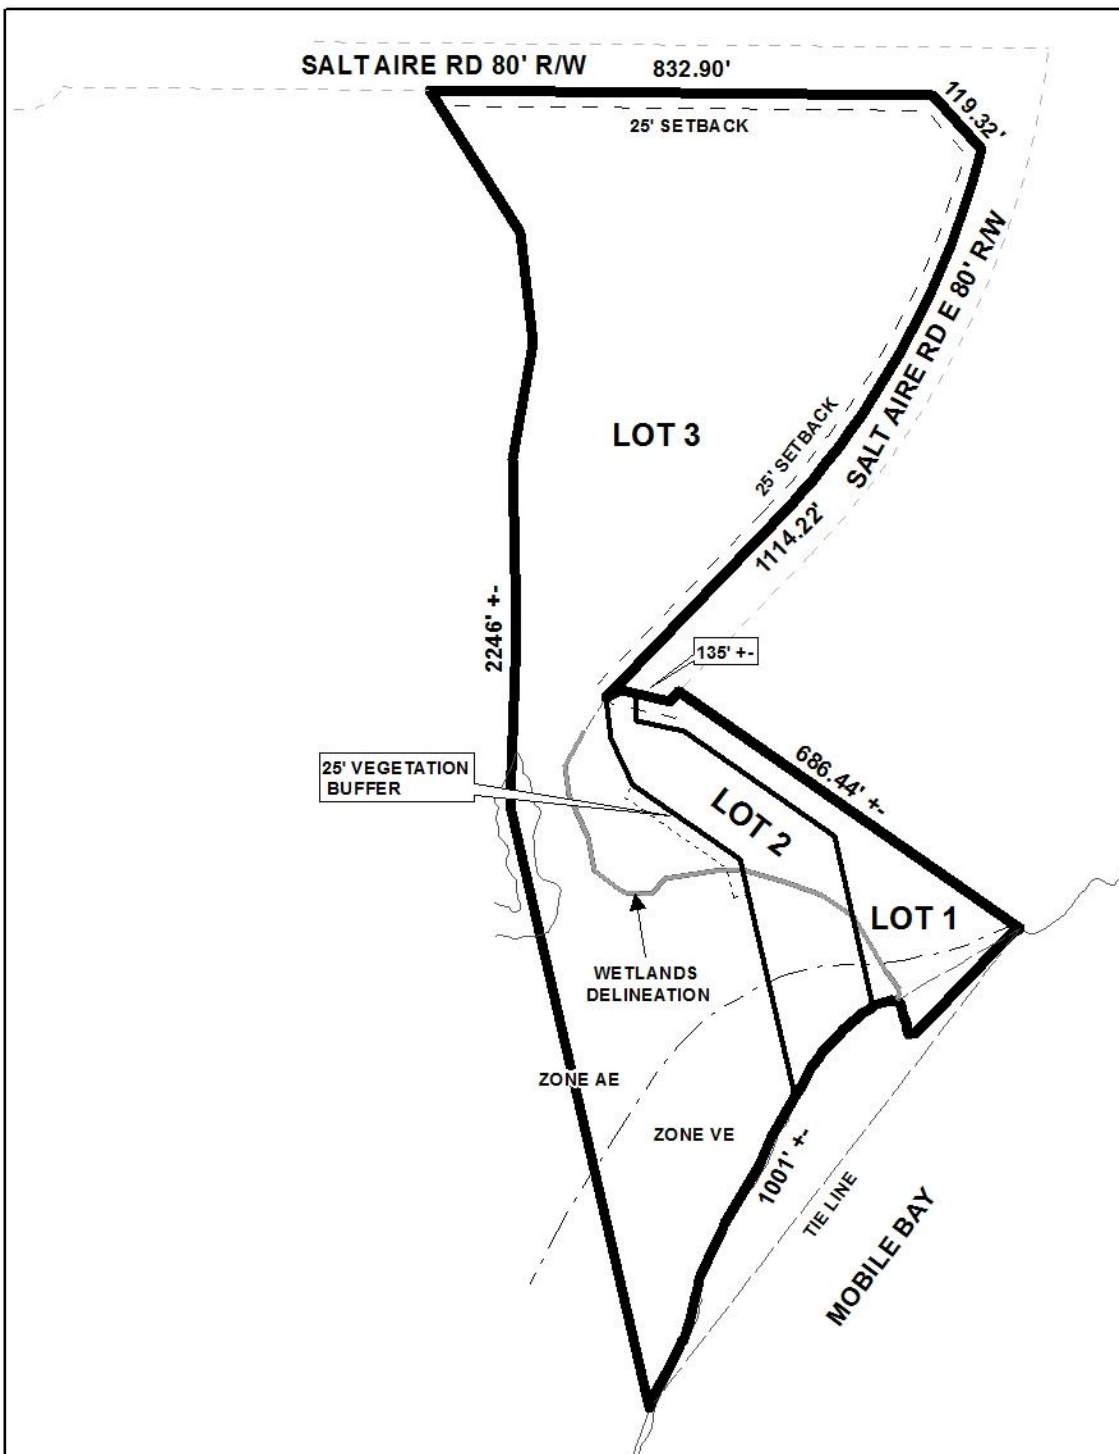 SALT AIRE RD 80' R/W
832.90'
119.32'
25' SETBACK
SALT AIRE RD E 80' R/W
LOT 3
25' SETBACK
1114.22'
2246' +-
135' +-
686.44' +-
25' VEGETATION
BUFFER
LOT 2
LOT 1
WETLANDS
DELINEATION
ZONE AE
ZONE VE
1001' +-
TIE LINE
MOBILE BAY